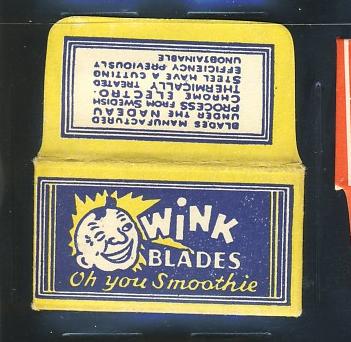 BLADES MANUFACTURED
UNDER THE NADEAU
PROCESS FROM SWEDISH
CHROME ELECTRO.
THERMICALLY TREATED
STEEL HAVE A CUTTING
EFFICIENCY PREVIOUSLY
UNOBTAINABLE
WINK
BLADES
Oh you Smoothie